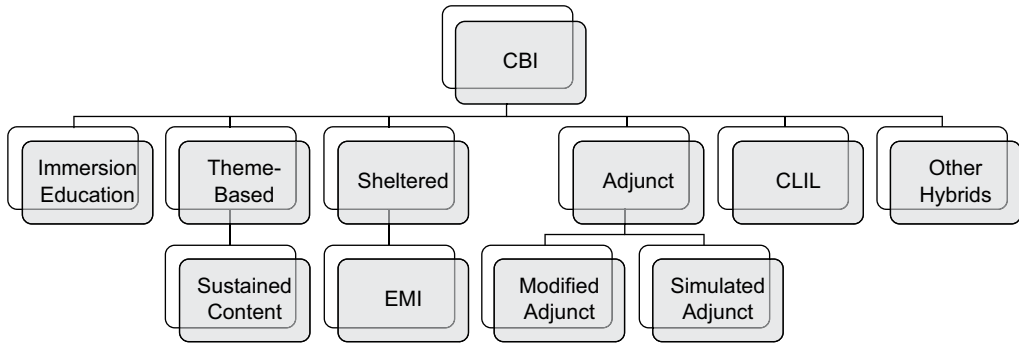 CBI
Immersion
Education
Theme-
Based
Sheltered
Adjunct
CLIL
Other
Hybrids
Sustained
Content
EMI
Modified
Adjunct
Simulated
Adjunct